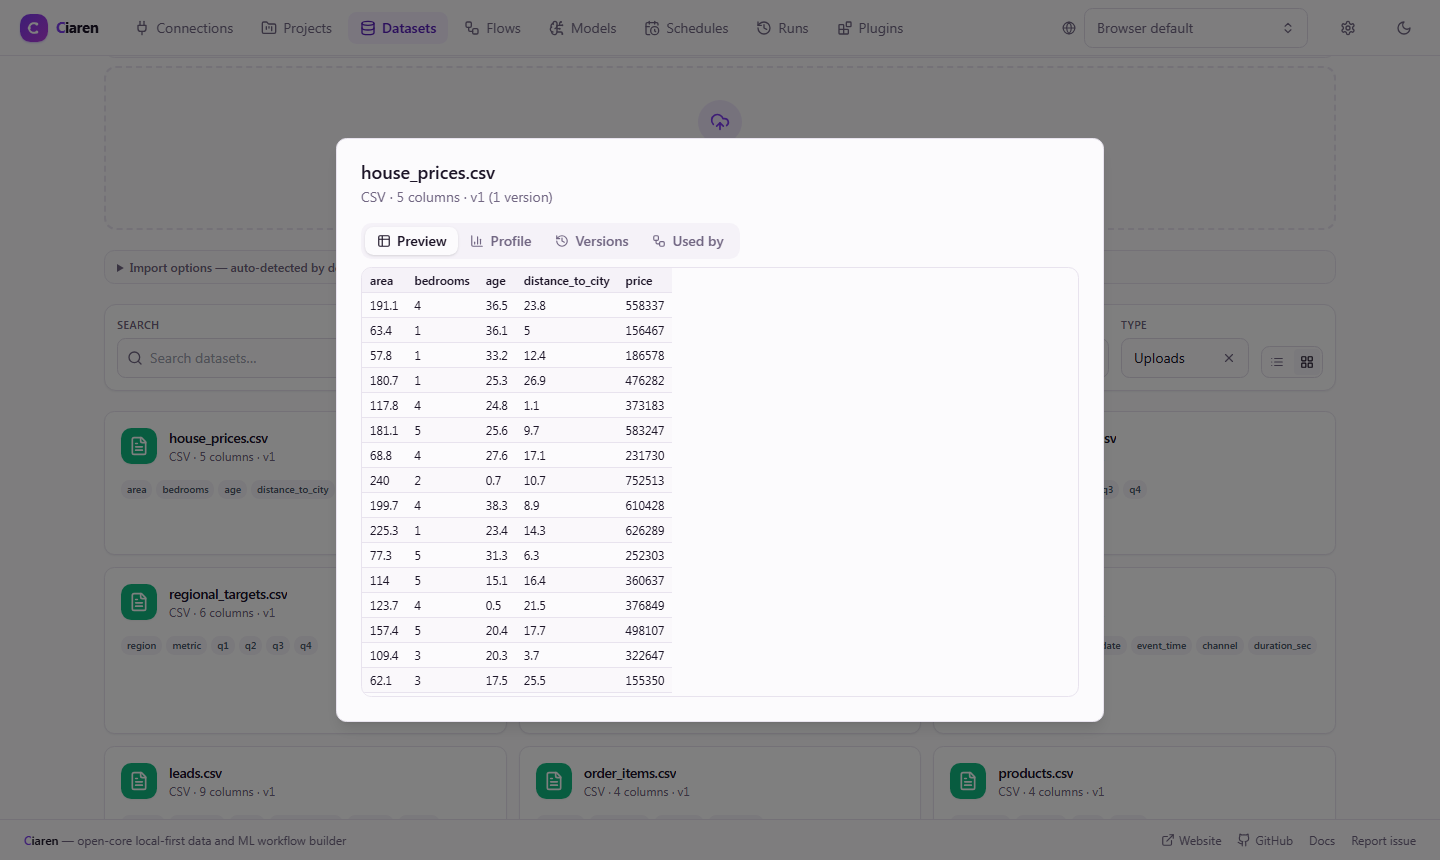 C Ciaren Connections Projects Datasets Flows Models Schedules Runs Plugins Browser default
house_prices.csv
CSV · 5 columns · v1 (1 version)
Preview Profile Versions Used by
area bedrooms age distance_to_city price
191.1 4 36.5 23.8 558337
63.4 1 36.1 5 156467
57.8 1 33.2 12.4 186578
180.7 1 25.3 26.9 476282
117.8 4 24.8 1.1 373183
181.1 5 25.6 9.7 583247
68.8 4 27.6 17.1 231730
240 2 0.7 10.7 752513
199.7 4 38.3 8.9 610428
225.3 1 23.4 14.3 626289
77.3 5 31.3 6.3 252303
114 5 15.1 16.4 360637
123.7 4 0.5 21.5 376849
157.4 5 20.4 17.7 498107
109.4 3 20.3 3.7 322647
62.1 3 17.5 25.5 155350
Import options — auto-detected by
SEARCH TYPE
Search datasets... Uploads
house_prices.csv
CSV · 5 columns · v1
area bedrooms age distance_to_city q4
regional_targets.csv
CSV · 6 columns · v1
region metric q1 q2 q3 q4 event_time channel duration_sec
leads.csv order_items.csv products.csv
CSV · 9 columns · v1 CSV · 4 columns · v1 CSV · 4 columns · v1
Ciaren — open-core local-first data and ML workflow builder Website GitHub Docs Report issue